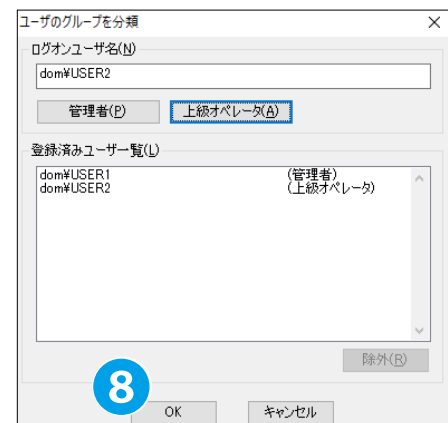 ユーザのグループを分類
ログオンユーザ名(N)
dom¥USER2
管理者(P) 上級オペレータ(A)
登録済みユーザ一覧(L)
dom¥USER1 (管理者)
dom¥USER2 (上級オペレータ)
除外(R)
8
OK キャンセル